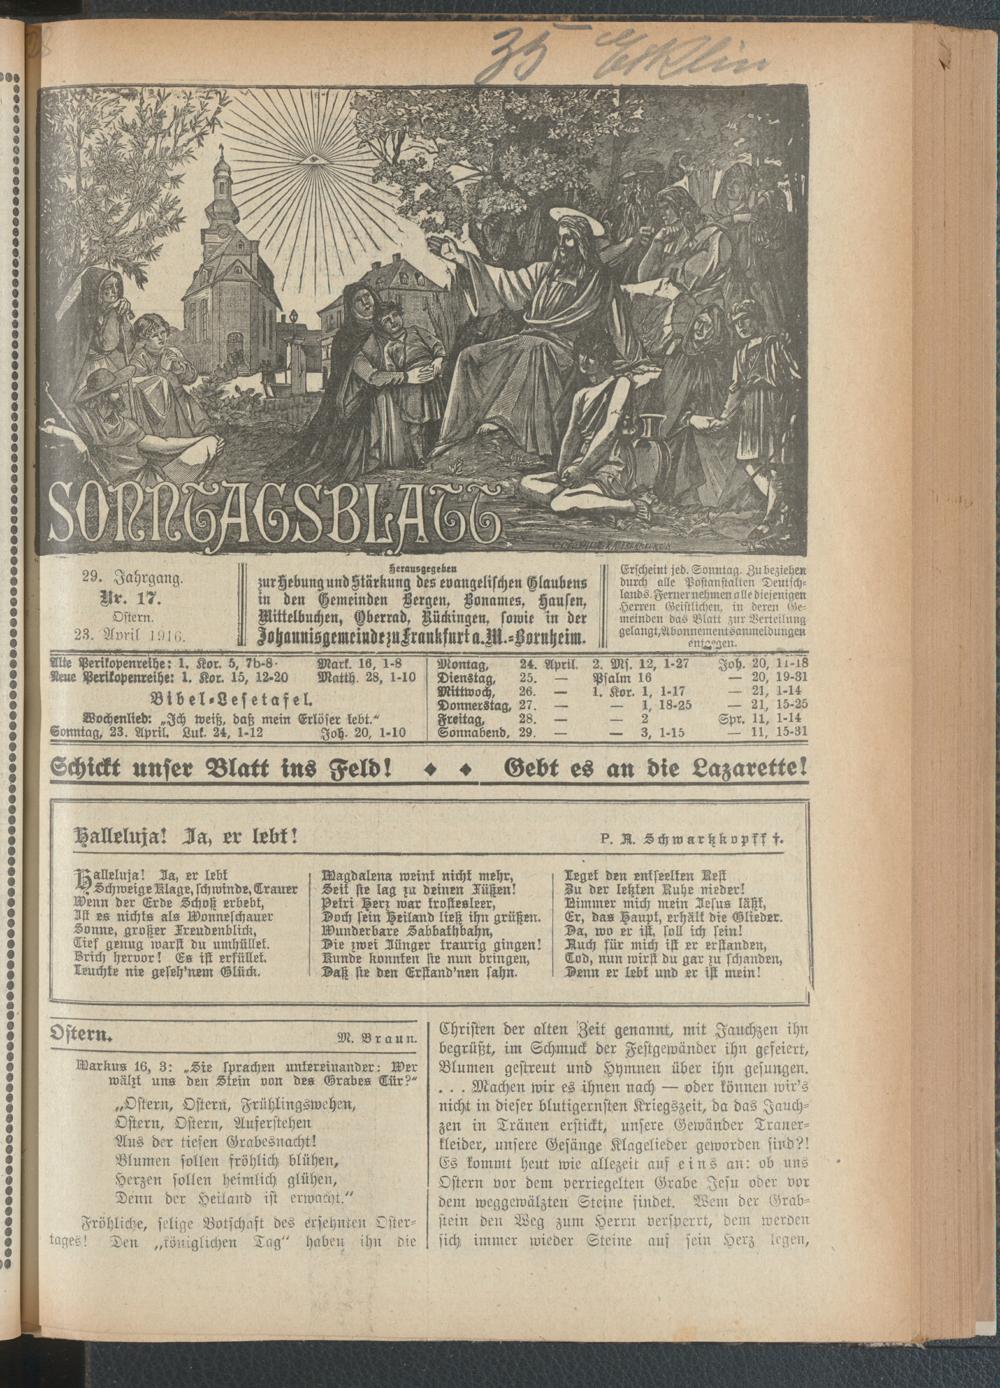 35 Ecklin
SONNTAGSBLATT
29. Jahrgang.
Nr. 17.
Ostern.
23. April 1916.
Herausgegeben
zur Hebung und Stärkung des evangelischen Glaubens
in den Gemeinden Bergen, Bonames, Hausen,
Mittelbuchen, Oberrad, Rückingen, sowie in der
Johannisgemeinde zu Frankfurt a. M.-Bornheim.
Erscheint jed. Sonntag. Zu beziehen
durch alle Postanstalten Deutsch-
lands. Ferner nehmen alle diejenigen
Herren Geistlichen, in deren Ge-
meinden das Blatt zur Verteilung
gelangt, Abonnementsanmeldungen
entgegen.
Alte Perikopenreihe: 1. Kor. 5, 7b-8. Mark. 16, 1-8
Neue Perikopenreihe: 1. Kor. 15, 12-20 Matth. 28, 1-10
Bibel-Lesetafel.
Wochenlied: „Ich weiß, daß mein Erlöser lebt.“
Sonntag, 23. April. Luk. 24, 1-12 Joh. 20, 1-10
Montag, 24. April. 2. Ms. 12, 1-27 Joh. 20, 11-18
Dienstag, 25. — Psalm 16 — 20, 19-31
Mittwoch, 26. — 1. Kor. 1, 1-17 — 21, 1-14
Donnerstag, 27. — — 1, 18-25 — 21, 15-25
Freitag, 28. — — 2 Spr. 11, 1-14
Sonnabend, 29. — — 3, 1-15 — 11, 15-31
Schickt unser Blatt ins Feld! ◆ ◆ Gebt es an die Lazarette!
Halleluja! Ja, er lebt!
P. A. Schwartzkopff †.
Halleluja! Ja, er lebt
Schweige Klage, schwinde, Trauer
Wenn der Erde Schoß erbebt,
Ist es nichts als Wonneschauer
Sonne, großer Freudenblick,
Tief genug warst du umhüllet.
Brich hervor! Es ist erfüllet.
Leuchte nie geseh'nem Glück.
Magdalena weint nicht mehr,
Seit sie lag zu deinen Füßen!
Petri Herz war trostesleer,
Doch sein Heiland ließ ihn grüßen.
Wunderbare Sabbathbahn,
Die zwei Jünger traurig gingen!
Kunde konnten sie nun bringen,
Daß sie den Erstand'nen sahn.
Leget den entseelten Rest
Zu der letzten Ruhe nieder!
Nimmer mich mein Jesus läßt,
Er, das Haupt, erhält die Glieder.
Da, wo er ist, soll ich sein!
Auch für mich ist er erstanden,
Tod, nun wirst du gar zu schanden,
Denn er lebt und er ist mein!
Ostern.
M. Braun.
Markus 16, 3: „Sie sprachen untereinander: Wer
wälzt uns den Stein von des Grabes Tür?“
„Ostern, Ostern, Frühlingswehen,
Ostern, Ostern, Auferstehen
Aus der tiefen Grabesnacht!
Blumen sollen fröhlich blühen,
Herzen sollen heimlich glühen,
Denn der Heiland ist erwacht.“
Fröhliche, selige Botschaft des ersehnten Oster-
tages! Den „königlichen Tag“ haben ihn die
Christen der alten Zeit genannt, mit Jauchzen ihn
begrüßt, im Schmuck der Festgewänder ihn gefeiert,
Blumen gestreut und Hymnen über ihn gesungen.
. . . Machen wir es ihnen nach — oder können wir's
nicht in dieser blutigernsten Kriegszeit, da das Jauch-
zen in Tränen erstickt, unsere Gewänder Trauer-
kleider, unsere Gesänge Klagelieder geworden sind?!
Es kommt heut wie allezeit auf eins an: ob uns
Ostern vor dem verriegelten Grabe Jesu oder vor
dem weggewälzten Steine findet. Wem der Grab-
stein den Weg zum Herrn versperrt, dem werden
sich immer wieder Steine auf sein Herz legen,